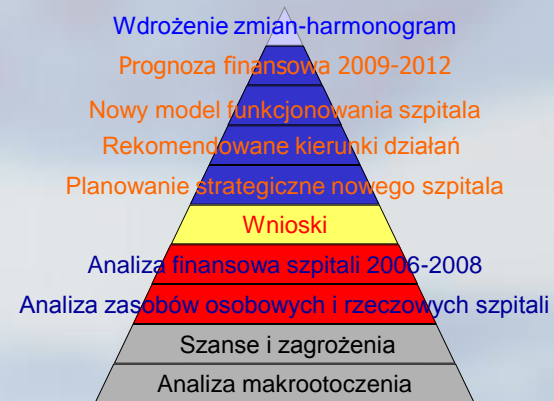 Wdrożenie zmian-harmonogram
Prognoza finansowa 2009-2012
Nowy model funkcjonowania szpitala
Rekomendowane kierunki działań
Planowanie strategiczne nowego szpitala
Wnioski
Analiza finansowa szpitali 2006-2008
Analiza zasobów osobowych i rzeczowych szpitali
Szanse i zagrożenia
Analiza makrootoczenia